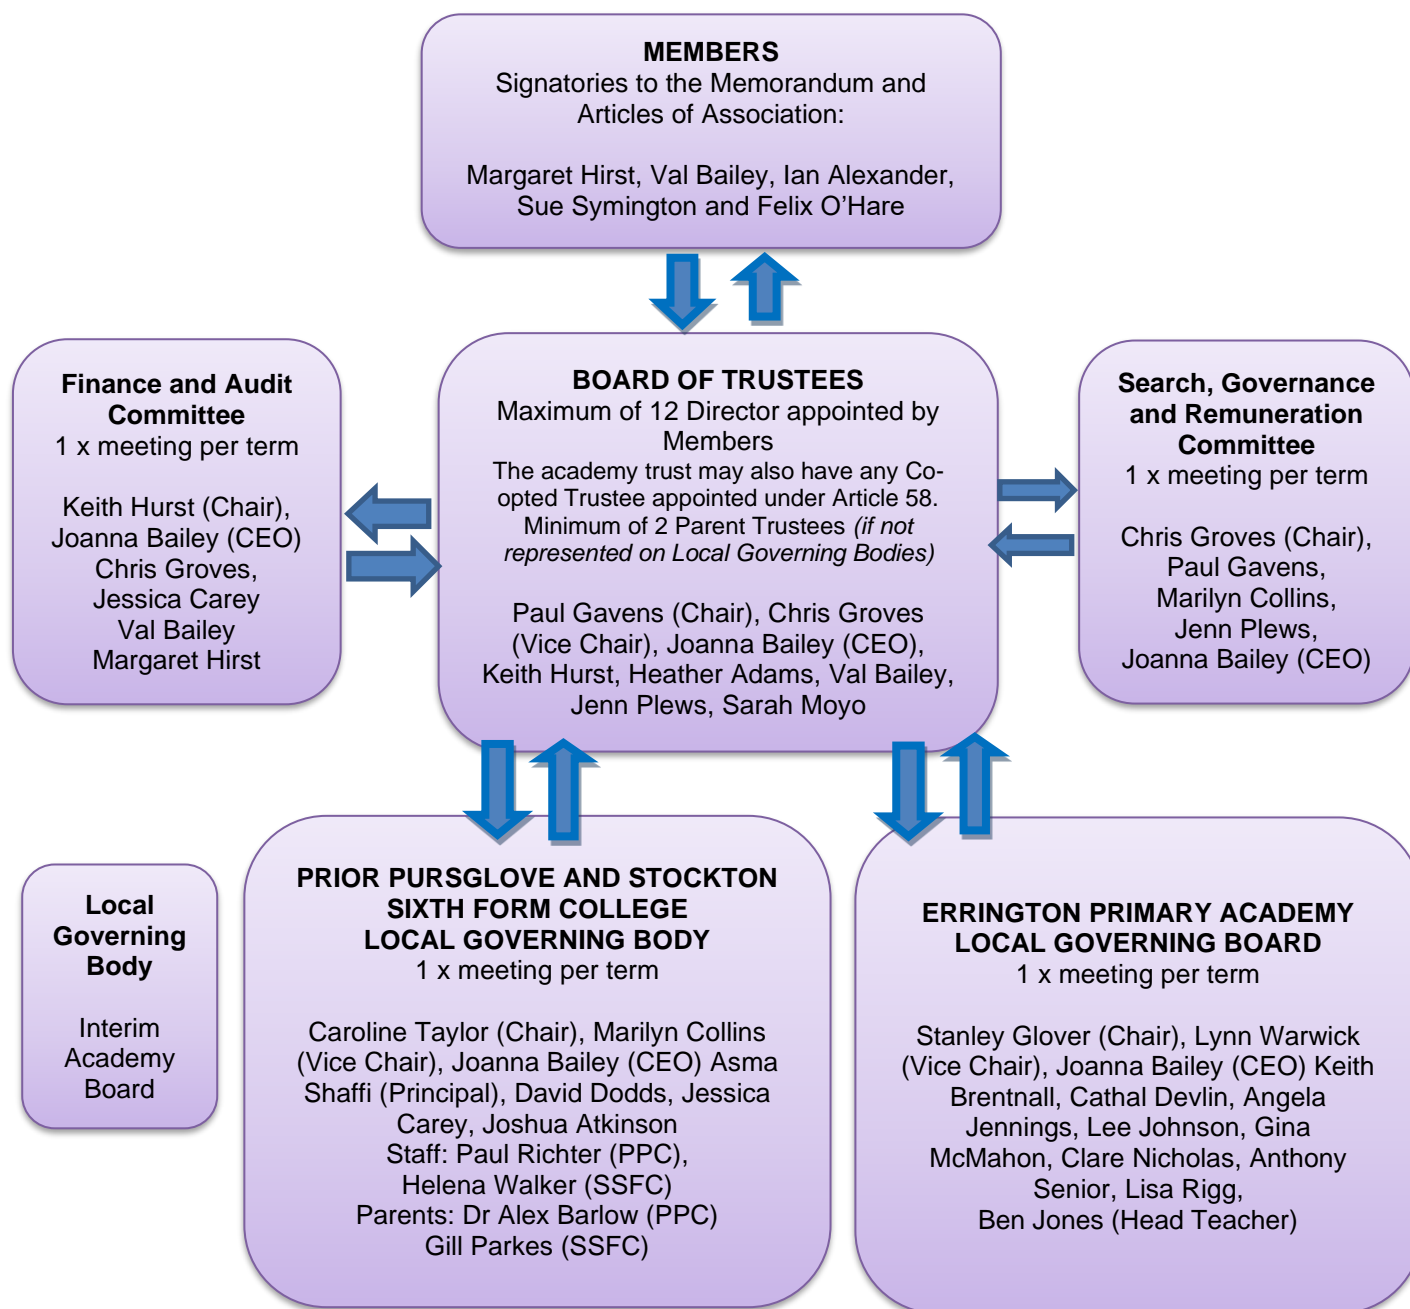 MEMBERS
Signatories to the Memorandum and
Articles of Association:
Margaret Hirst, Val Bailey, Ian Alexander,
Sue Symington and Felix O'Hare
Finance and Audit
Committee
1 x meeting per term
Keith Hurst (Chair),
Joanna Bailey (CEO)
Chris Groves,
Jessica Carey
Val Bailey
Margaret Hirst
BOARD OF TRUSTEES
Maximum of 12 Director appointed by
Members
The academy trust may also have any Co-
opted Trustee appointed under Article 58.
Minimum of 2 Parent Trustees (if not
represented on Local Governing Bodies)
Paul Gavens (Chair), Chris Groves
(Vice Chair), Joanna Bailey (CEO),
Keith Hurst, Heather Adams, Val Bailey,
Jenn Plews, Sarah Moyo
Search, Governance
and Remuneration
Committee
1 x meeting per term
Chris Groves (Chair),
Paul Gavens,
Marilyn Collins,
Jenn Plews,
Joanna Bailey (CEO)
Local
Governing
Body
Interim
Academy
Board
PRIOR PURSGLOVE AND STOCKTON
SIXTH FORM COLLEGE
LOCAL GOVERNING BODY
1 x meeting per term
Caroline Taylor (Chair), Marilyn Collins
(Vice Chair), Joanna Bailey (CEO) Asma
Shaffi (Principal), David Dodds, Jessica
Carey, Joshua Atkinson
Staff: Paul Richter (PPC),
Helena Walker (SSFC)
Parents: Dr Alex Barlow (PPC)
Gill Parkes (SSFC)
ERRINGTON PRIMARY ACADEMY
LOCAL GOVERNING BOARD
1 x meeting per term
Stanley Glover (Chair), Lynn Warwick
(Vice Chair), Joanna Bailey (CEO) Keith
Brentnall, Cathal Devlin, Angela
Jennings, Lee Johnson, Gina
McMahon, Clare Nicholas, Anthony
Senior, Lisa Rigg,
Ben Jones (Head Teacher)